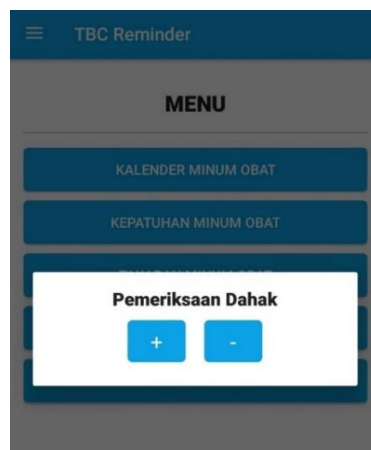 TBC Reminder
MENU
KALENDER MINUM OBAT
KEPATUHAN MINUM OBAT
Pemeriksaan Dahak
+ -